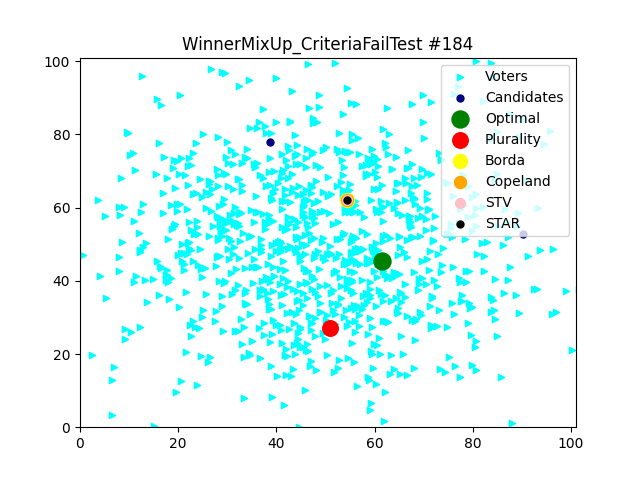 WinnerMixUp_CriteriaFailTest #184
100
80
60
40
20
0
0
20
40
60
80
100
Voters
Candidates
Optimal
Plurality
Borda
Copeland
STV
STAR